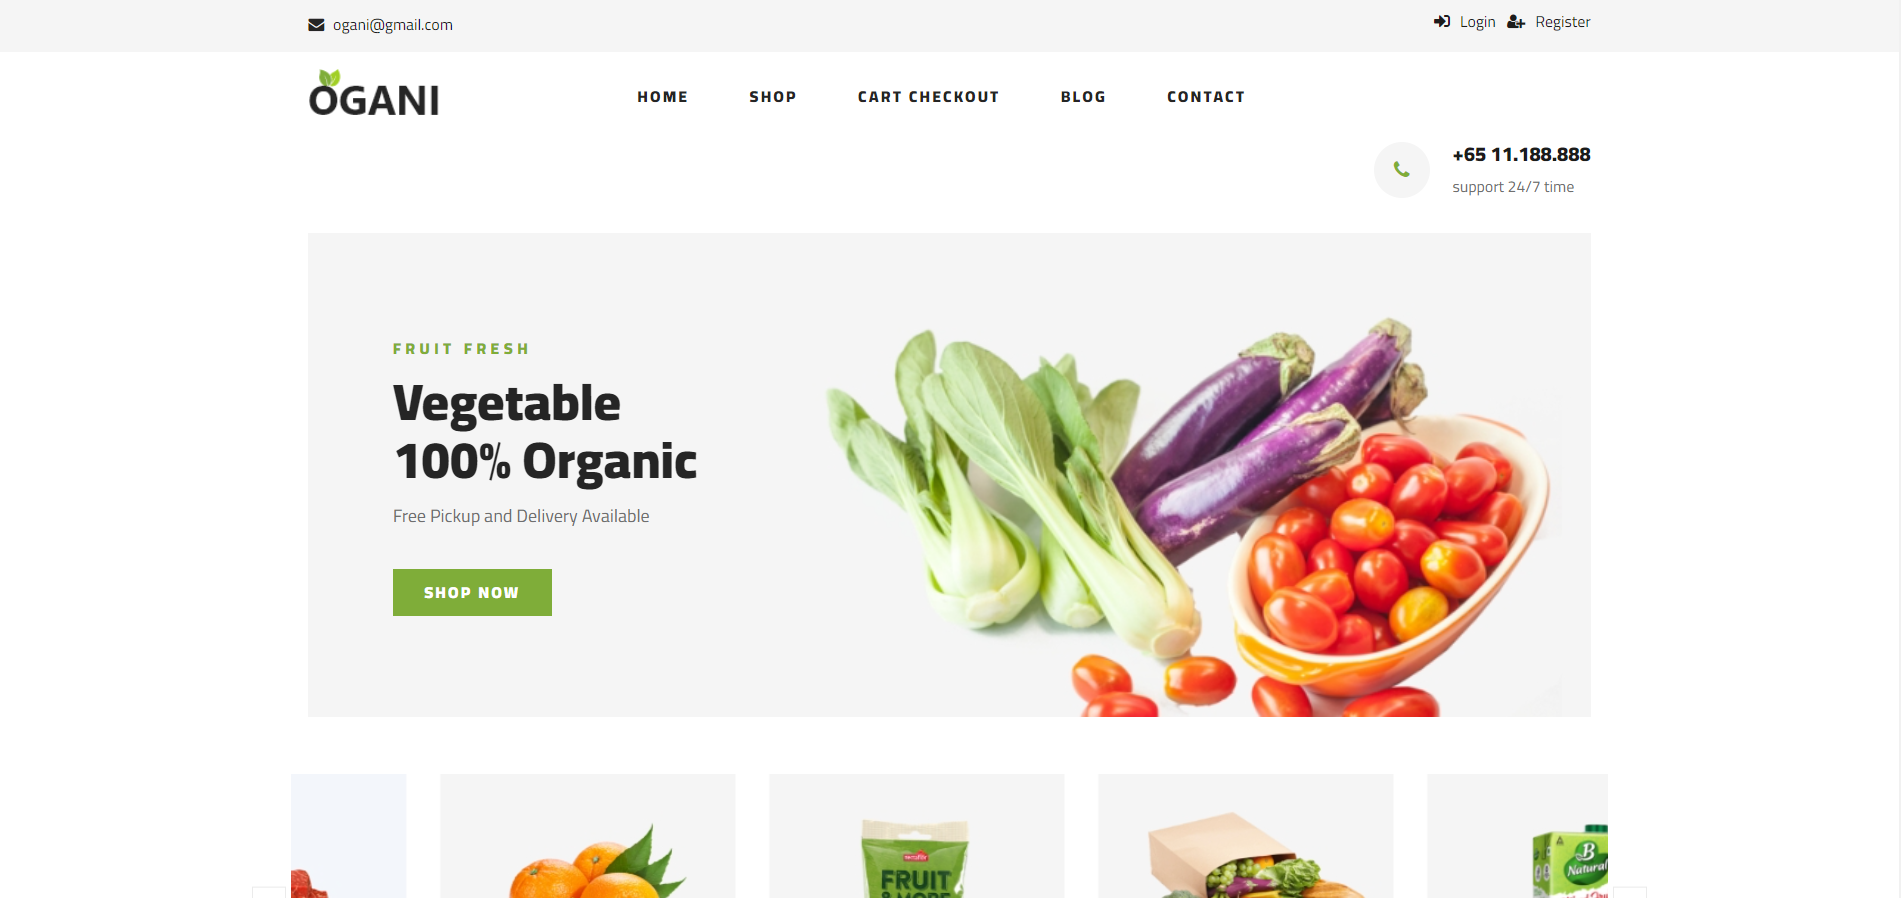 ogani@gmail.com
Login
Register
OGANI
HOME
SHOP
CART CHECKOUT
BLOG
CONTACT
+65 11.188.888
support 24/7 time
FRUIT FRESH
Vegetable
100% Organic
Free Pickup and Delivery Available
SHOP NOW
FRUIT
& MORE
B
Natural